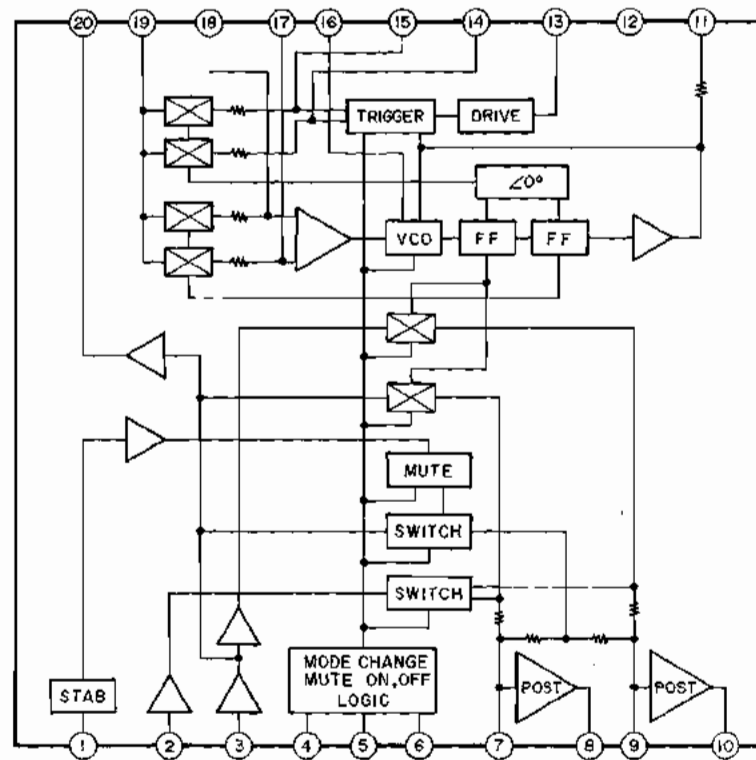 20 19 18 17 16 15 14 13 12 11
TRIGGER DRIVE
∠0°
VCO FF FF
MUTE
SWITCH
SWITCH
MODE CHANGE
MUTE ON,OFF
LOGIC
STAB POST POST
1 2 3 4 5 6 7 8 9 10